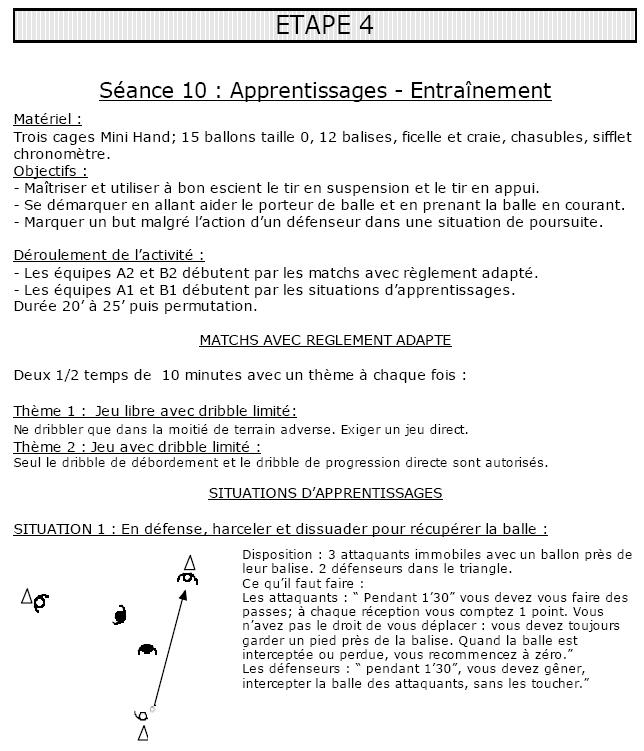 ETAPE 4
Séance 10 : Apprentissages - Entraînement
Matériel :
Trois cages Mini Hand; 15 ballons taille 0, 12 balises, ficelle et craie, chasubles, sifflet
chronomètre.
Objectifs :
- Maîtriser et utiliser à bon escient le tir en suspension et le tir en appui.
- Se démarquer en allant aider le porteur de balle et en prenant la balle en courant.
- Marquer un but malgré l’action d’un défenseur dans une situation de poursuite.
Déroulement de l’activité :
- Les équipes A2 et B2 débutent par les matchs avec règlement adapté.
- Les équipes A1 et B1 débutent par les situations d’apprentissages.
Durée 20’ à 25’ puis permutation.
MATCHS AVEC REGLEMENT ADAPTE
Deux 1/2 temps de 10 minutes avec un thème à chaque fois :
Thème 1 : Jeu libre avec dribble limité:
Ne dribbler que dans la moitié de terrain adverse. Exiger un jeu direct.
Thème 2 : Jeu avec dribble limité :
Seul le dribble de débordement et le dribble de progression directe sont autorisés.
SITUATIONS D’APPRENTISSAGES
SITUATION 1 : En défense, harceler et dissuader pour récupérer la balle :
Disposition : 3 attaquants immobiles avec un ballon près de
leur balise. 2 défenseurs dans le triangle.
Ce qu’il faut faire :
Les attaquants : “ Pendant 1’30” vous devez vous faire des
passes; à chaque réception vous comptez 1 point. Vous
n’avez pas le droit de vous déplacer : vous devez toujours
garder un pied près de la balise. Quand la balle est
interceptée ou perdue, vous recommencez à zéro.”
Les défenseurs : “ pendant 1’30”, vous devez gêner,
intercepter la balle des attaquants, sans les toucher.”